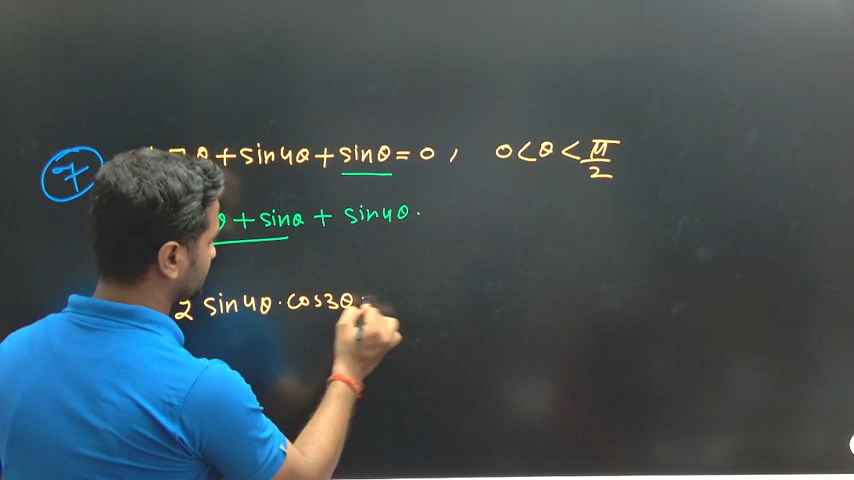 7 θ + sin4θ + sinθ = 0 , 0 < θ < π/2
θ + sinθ + sin4θ.
2 sin4θ · cos3θ